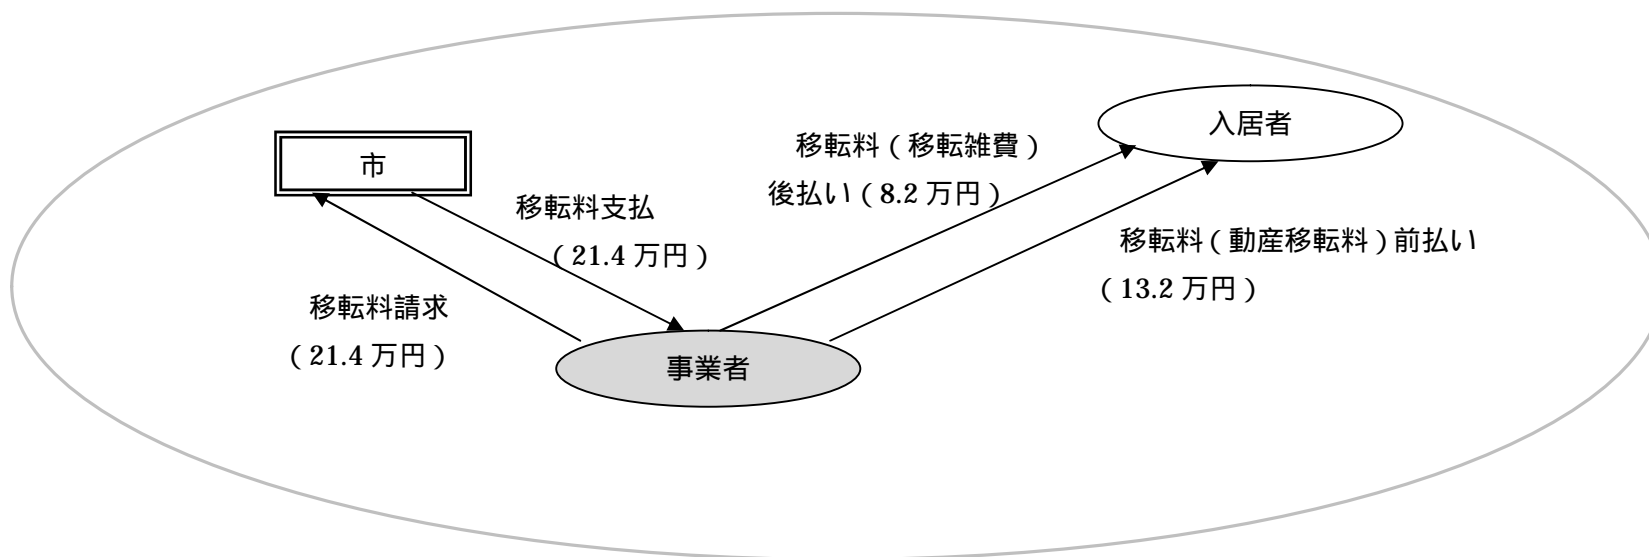 入居者
移転料(移転雑費)
後払い(8.2万円)
市
移転料支払
(21.4万円)
移転料(動産移転料)前払い
(13.2万円)
移転料請求
(21.4万円)
事業者